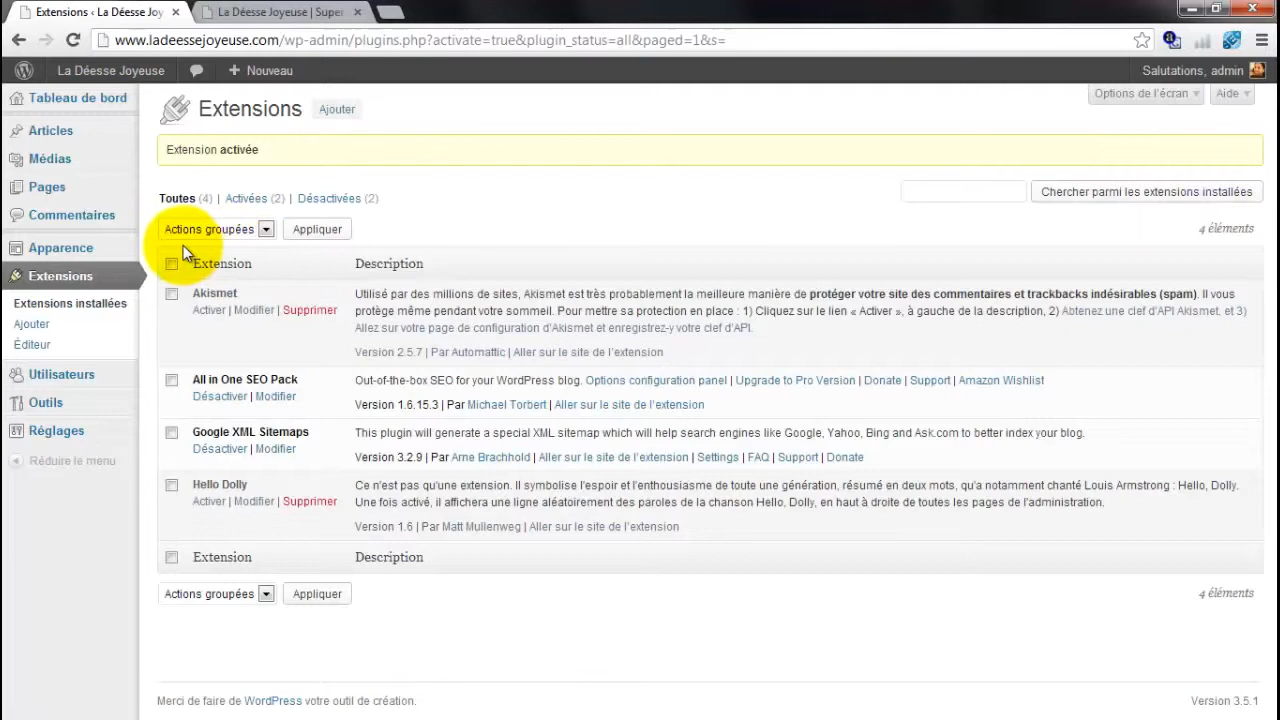 Extensions ‹ La Déesse Joy
La Déesse Joyeuse | Super
www.ladeessejoyeuse.com/wp-admin/plugins.php?activate=true&plugin_status=all&paged=1&s=
La Déesse Joyeuse
+ Nouveau
Salutations, admin
Tableau de bord
Articles
Médias
Pages
Commentaires
Apparence
Extensions
Extensions installées
Ajouter
Éditeur
Utilisateurs
Outils
Réglages
Réduire le menu
Extensions Ajouter
Options de l'écran
Aide
Extension activée
Toutes (4) | Activées (2) | Désactivées (2)
Chercher parmi les extensions installées
Actions groupées Appliquer
4 éléments
Extension Description
Akismet
Activer | Modifier | Supprimer
Utilisé par des millions de sites, Akismet est très probablement la meilleure manière de protéger votre site des commentaires et trackbacks indésirables (spam). Il vous
protège même pendant votre sommeil. Pour mettre sa protection en place : 1) Cliquez sur le lien « Activer », à gauche de la description, 2) Abtenez une clef d'API Akismet, et 3)
Allez sur votre page de configuration d'Akismet et enregistrez-y votre clef d'API.
Version 2.5.7 | Par Automattic | Aller sur le site de l'extension
All in One SEO Pack
Désactiver | Modifier
Out-of-the-box SEO for your WordPress blog. Options configuration panel | Upgrade to Pro Version | Donate | Support | Amazon Wishlist
Version 1.6.15.3 | Par Michael Torbert | Aller sur le site de l'extension
Google XML Sitemaps
Désactiver | Modifier
This plugin will generate a special XML sitemap which will help search engines like Google, Yahoo, Bing and Ask.com to better index your blog.
Version 3.2.9 | Par Arne Brachhold | Aller sur le site de l'extension | Settings | FAQ | Support | Donate
Hello Dolly
Activer | Modifier | Supprimer
Ce n'est pas qu'une extension. Il symbolise l'espoir et l'enthusiasme de toute une génération, résumé en deux mots, qu'a notamment chanté Louis Armstrong : Hello, Dolly.
Une fois activé, il affichera une ligne aléatoirement des paroles de la chanson Hello, Dolly, en haut à droite de toutes les pages de l'administration.
Version 1.6 | Par Matt Mullenweg | Aller sur le site de l'extension
Extension Description
Actions groupées Appliquer
4 éléments
Merci de faire de WordPress votre outil de création.
Version 3.5.1